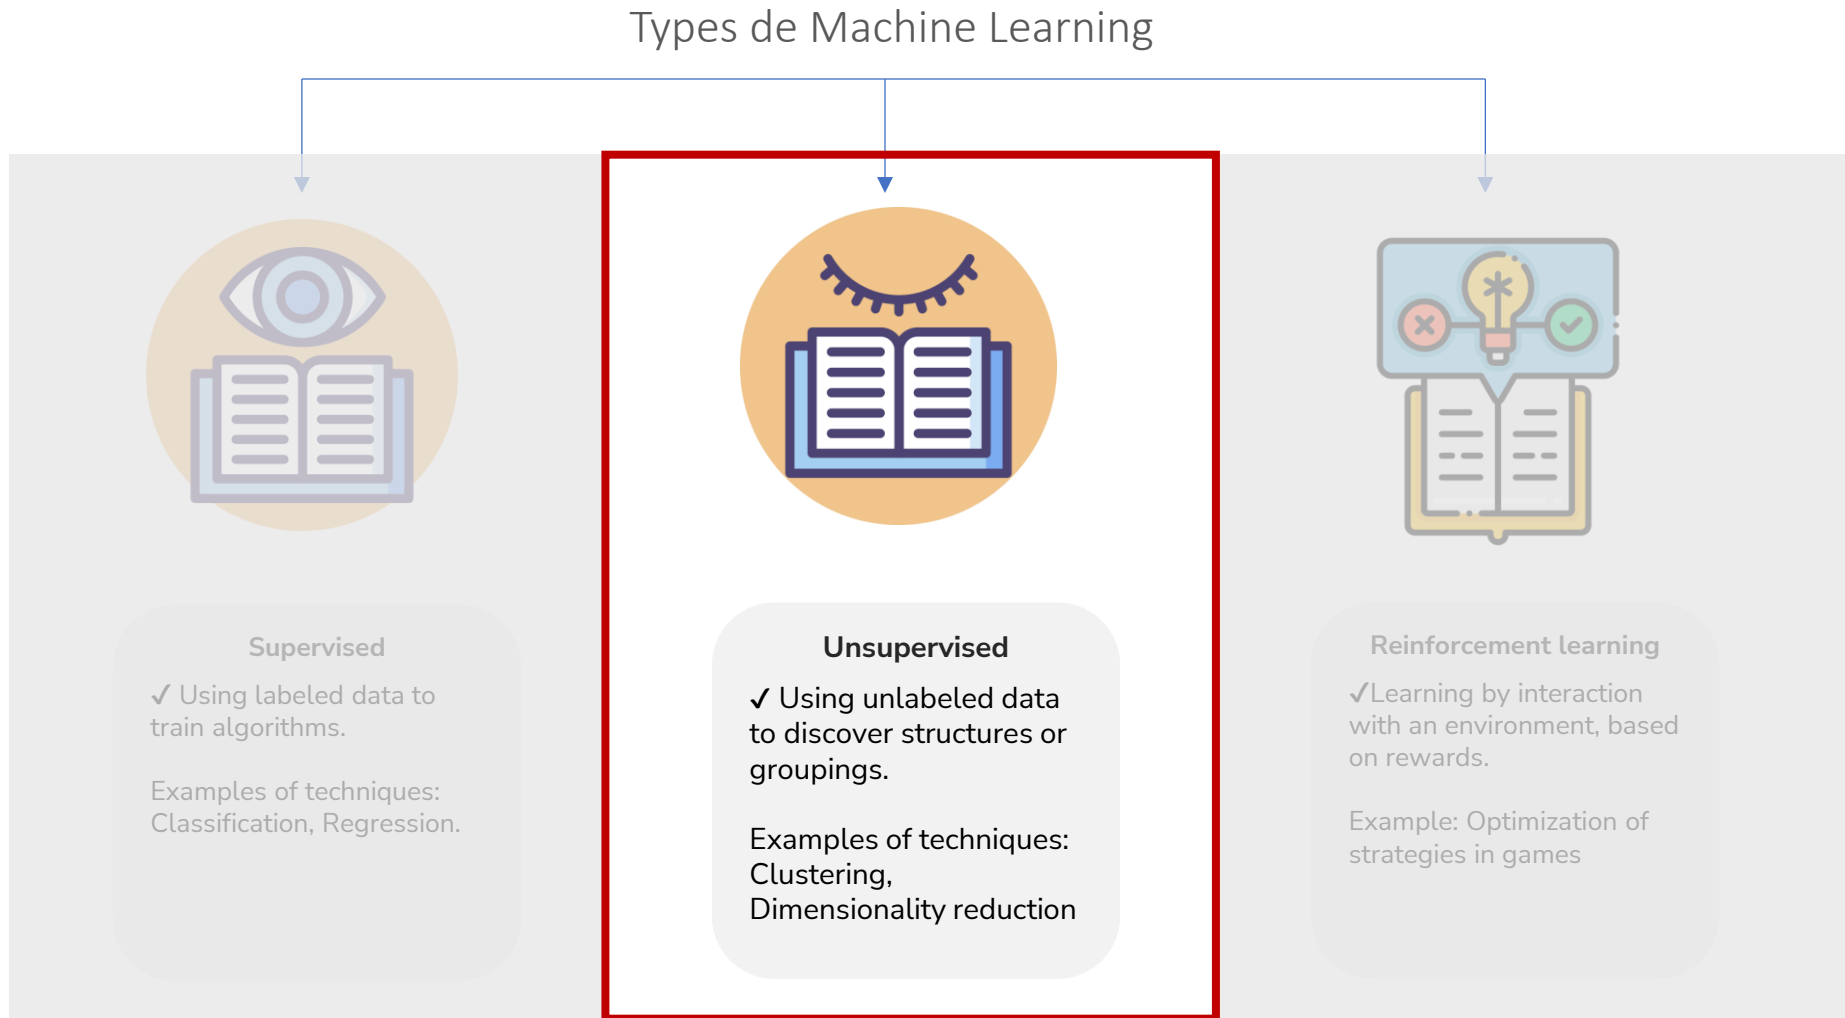 Types de Machine Learning
Supervised
✓ Using labeled data to
train algorithms.
Examples of techniques:
Classification, Regression.
Unsupervised
✓ Using unlabeled data
to discover structures or
groupings.
Examples of techniques:
Clustering,
Dimensionality reduction
Reinforcement learning
✓Learning by interaction
with an environment, based
on rewards.
Example: Optimization of
strategies in games